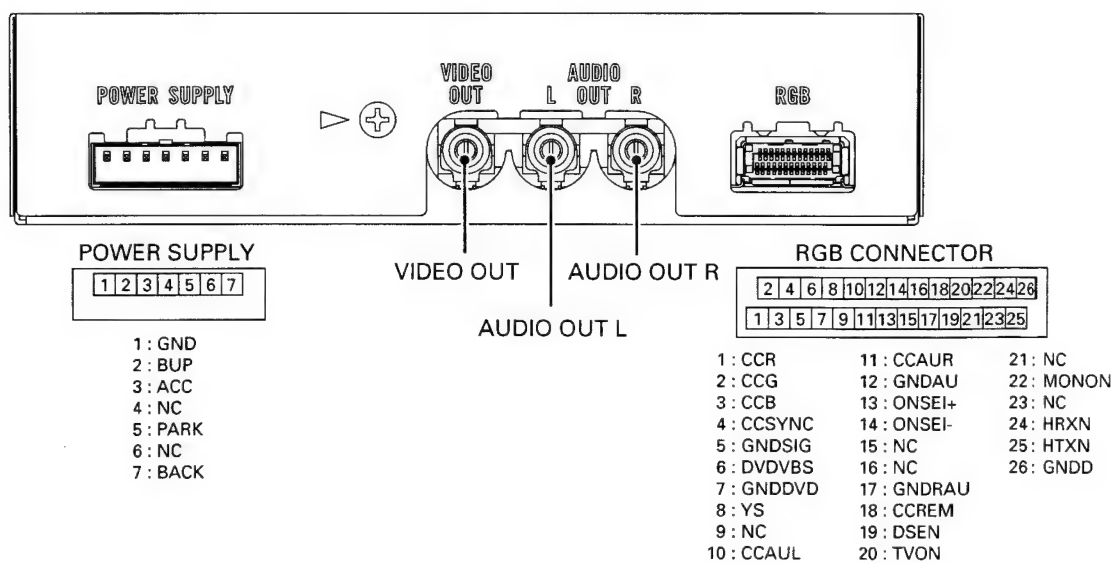 POWER SUPPLY
VIDEO OUT
AUDIO OUT
L
R
RGB
POWER SUPPLY
1 2 3 4 5 6 7
1 : GND
2 : BUP
3 : ACC
4 : NC
5 : PARK
6 : NC
7 : BACK
VIDEO OUT
AUDIO OUT L
AUDIO OUT R
RGB CONNECTOR
2 4 6 8 10 12 14 16 18 20 22 24 26
1 3 5 7 9 11 13 15 17 19 21 23 25
1 : CCR
2 : CCG
3 : CCB
4 : CCSYNC
5 : GNDSIG
6 : DVDVBS
7 : GNDDVD
8 : YS
9 : NC
10 : CCAUL
11 : CCAUR
12 : GNDAU
13 : ONSEI+
14 : ONSEI-
15 : NC
16 : NC
17 : GNDRAU
18 : CCREM
19 : DSEN
20 : TVON
21 : NC
22 : MONON
23 : NC
24 : HRXN
25 : HTXN
26 : GNDD